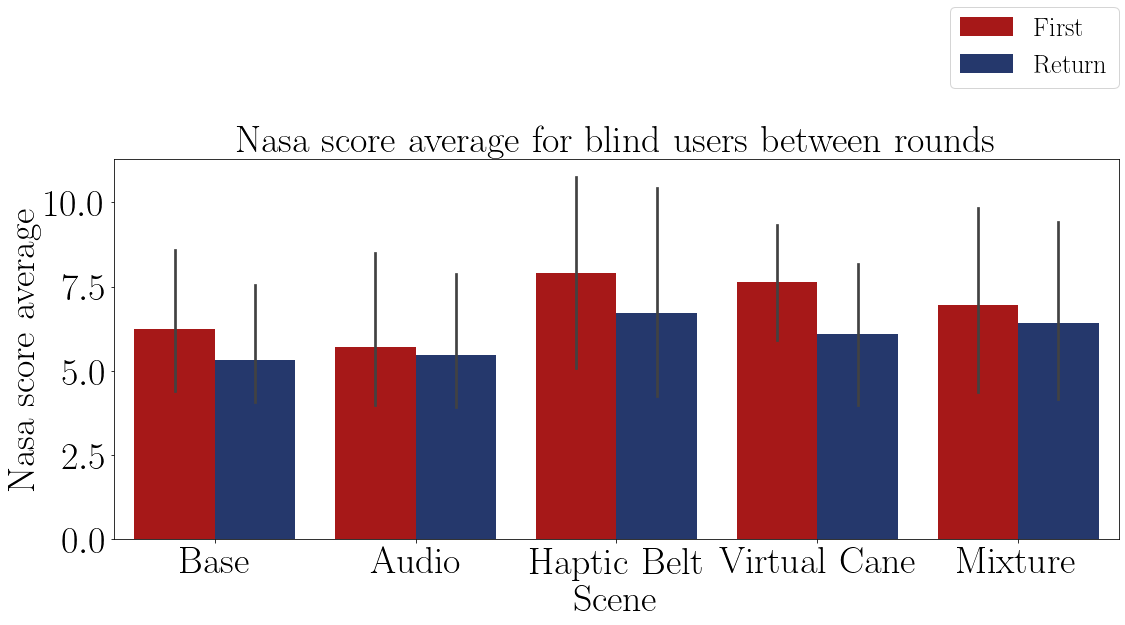 First
Return
Nasa score average for blind users between rounds
Nasa score average
10.0
7.5
5.0
2.5
0.0
Base Audio Haptic Belt Virtual Cane Mixture
Scene